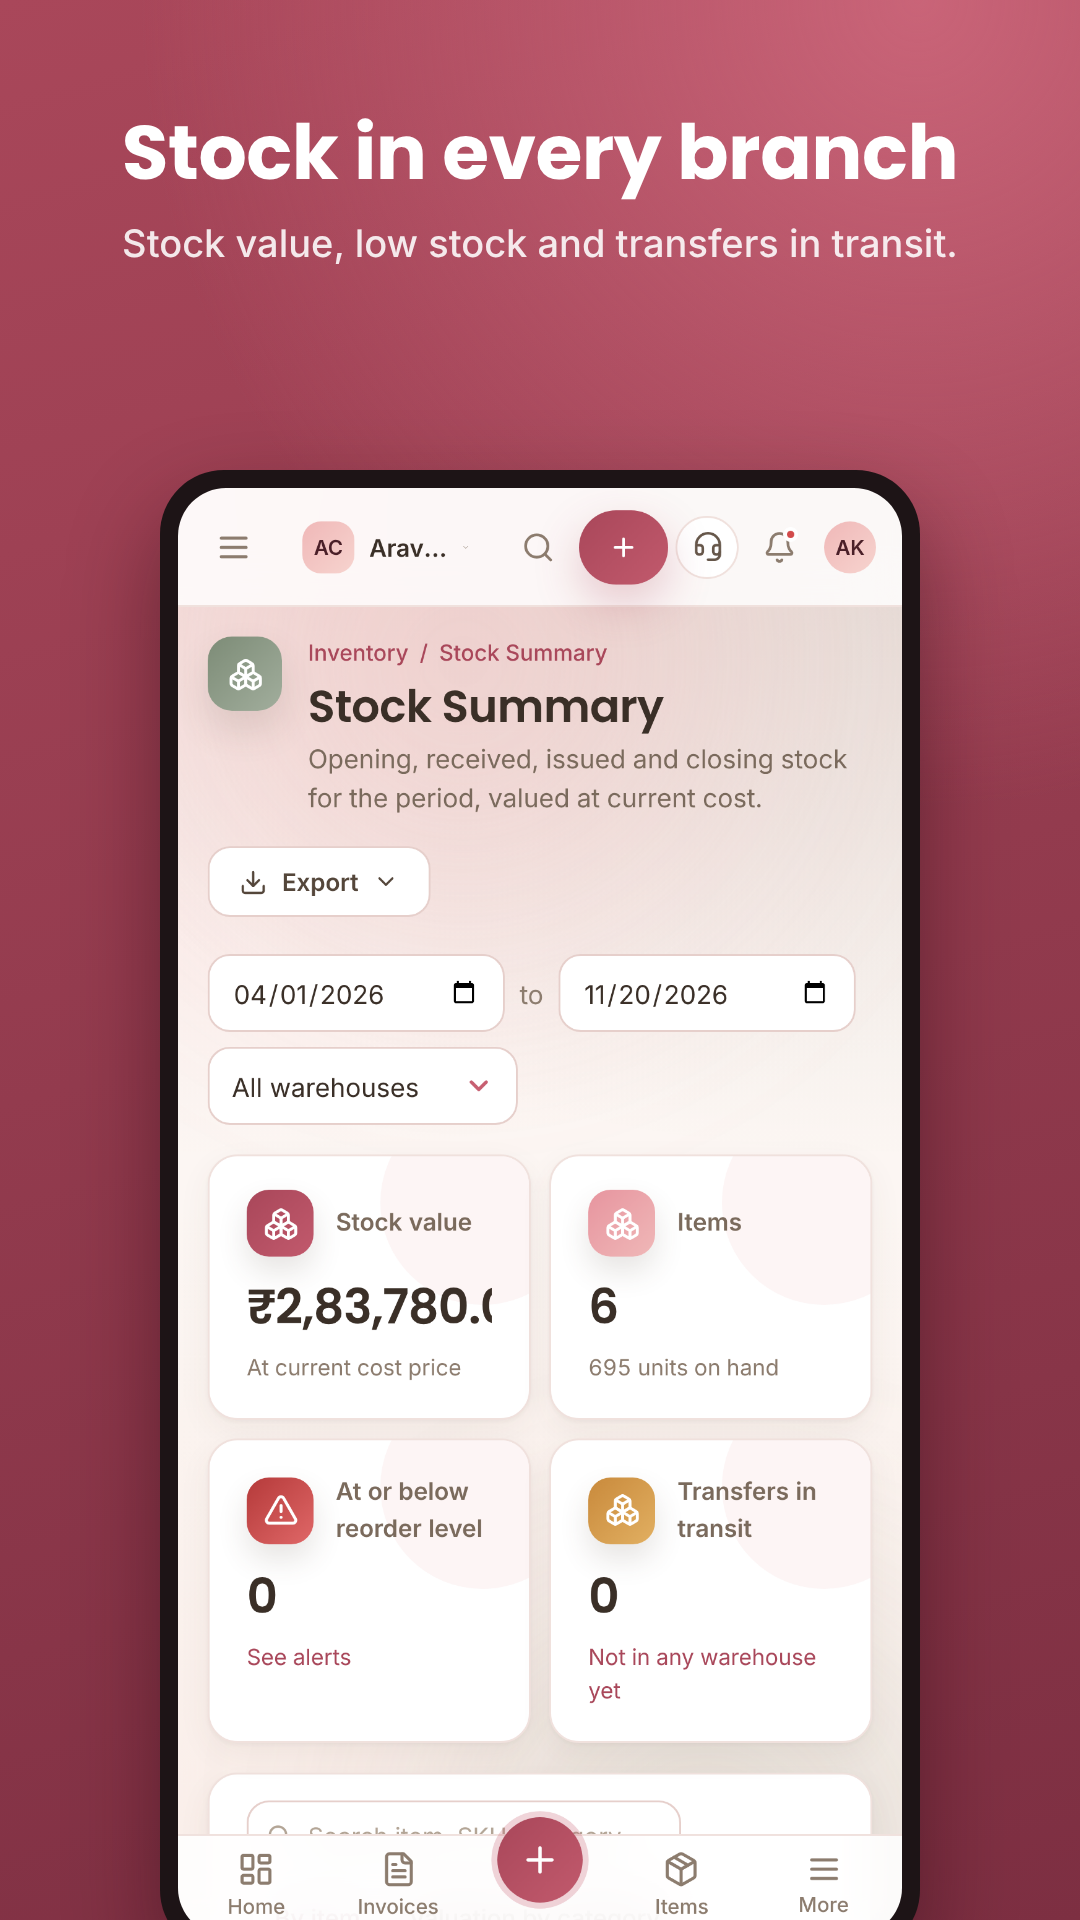 Stock in every branch
Stock value, low stock and transfers in transit.
AC Arav... AK
Inventory / Stock Summary
Stock Summary
Opening, received, issued and closing stock
for the period, valued at current cost.
Export
04/01/2026 to 11/20/2026
All warehouses
Stock value
₹2,83,780.
At current cost price
Items
6
695 units on hand
At or below
reorder level
0
See alerts
Transfers in
transit
0
Not in any warehouse
yet
Search item, SKU
Home Invoices Items More